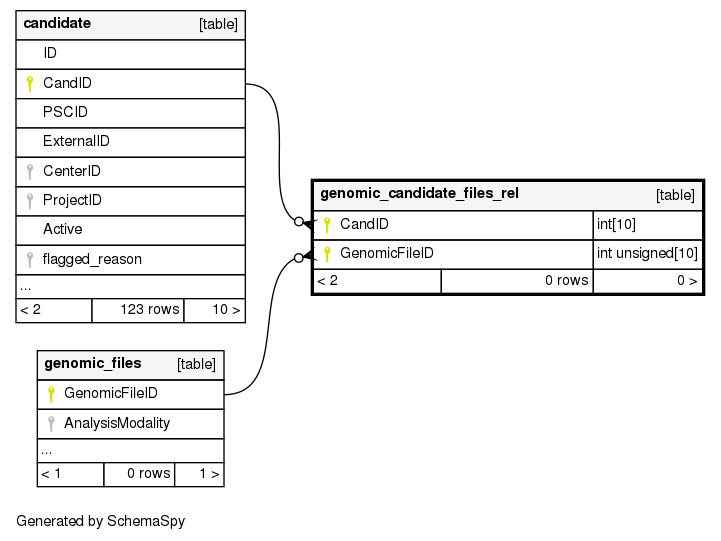 candidate [table]
ID
CandID
PSCID
ExternalID
CenterID
ProjectID
Active
flagged_reason
...
< 2 123 rows 10 >
genomic_candidate_files_rel [table]
CandID int[10]
GenomicFileID int unsigned[10]
< 2 0 rows 0 >
genomic_files [table]
GenomicFileID
AnalysisModality
...
< 1 0 rows 1 >
Generated by SchemaSpy